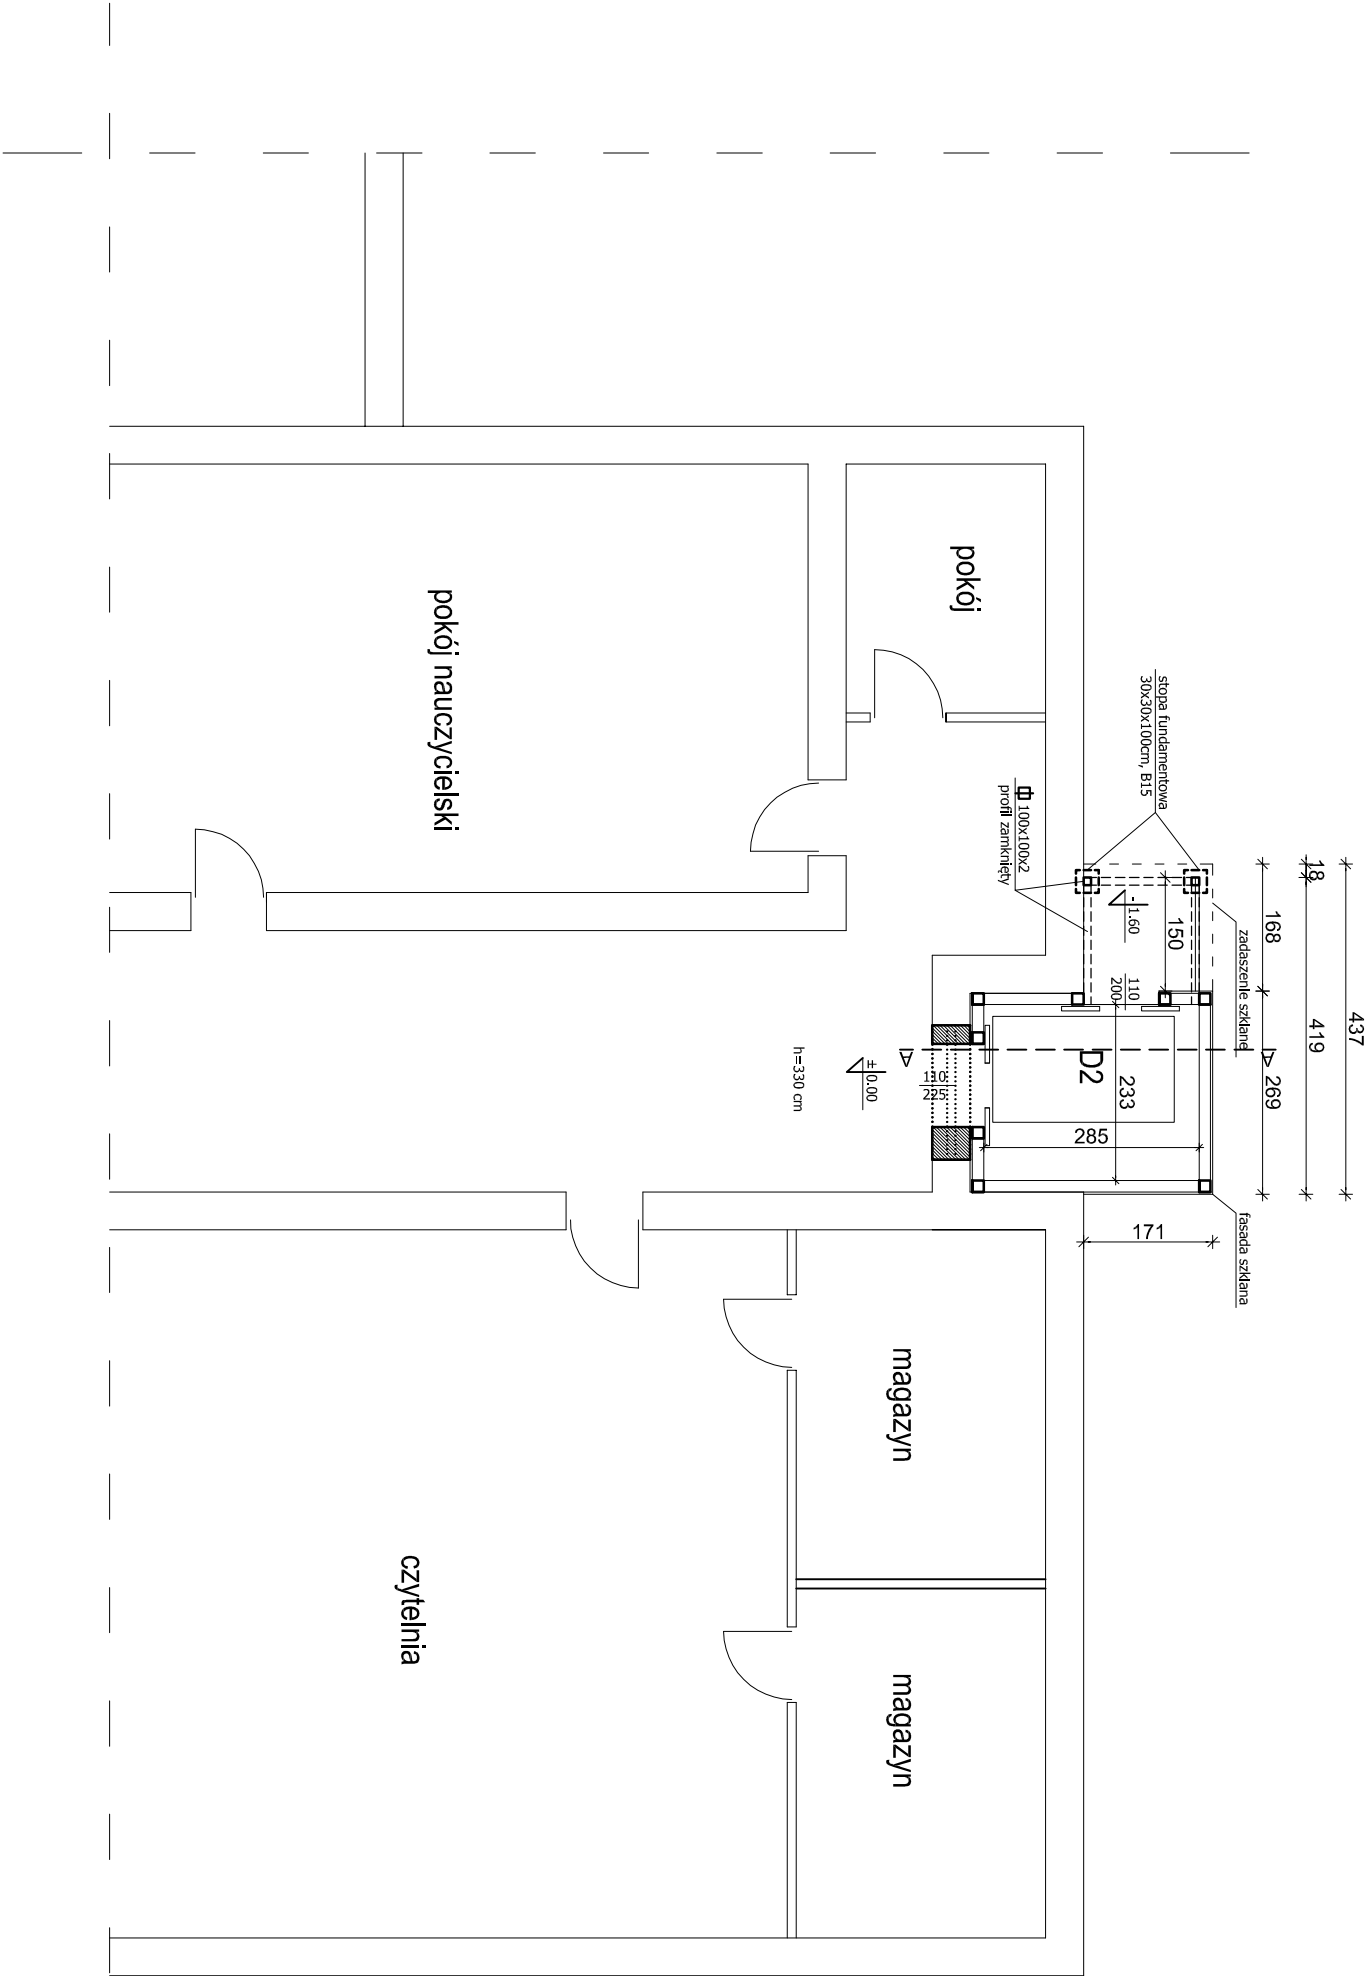 437
18
419
168
269
stopa fundamentowa
30x30x100cm, B15
zadaszenie szklane
fasada szklana
171
150
-1.60
110
200
A
A
D2
233
285
□ 100x100x2
profil zamknięty
110
225
±0.00
h=330 cm
pokój
pokój nauczycielski
magazyn
magazyn
czytelnia